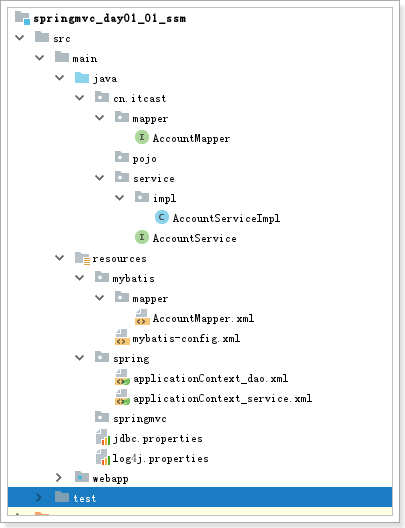 springmvc_day01_01_ssm
src
main
java
cn.itcast
mapper
AccountMapper
pojo
service
impl
AccountServiceImpl
AccountService
resources
mybatis
mapper
AccountMapper.xml
mybatis-config.xml
spring
applicationContext_dao.xml
applicationContext_service.xml
springmvc
jdbc.properties
log4j.properties
webapp
test